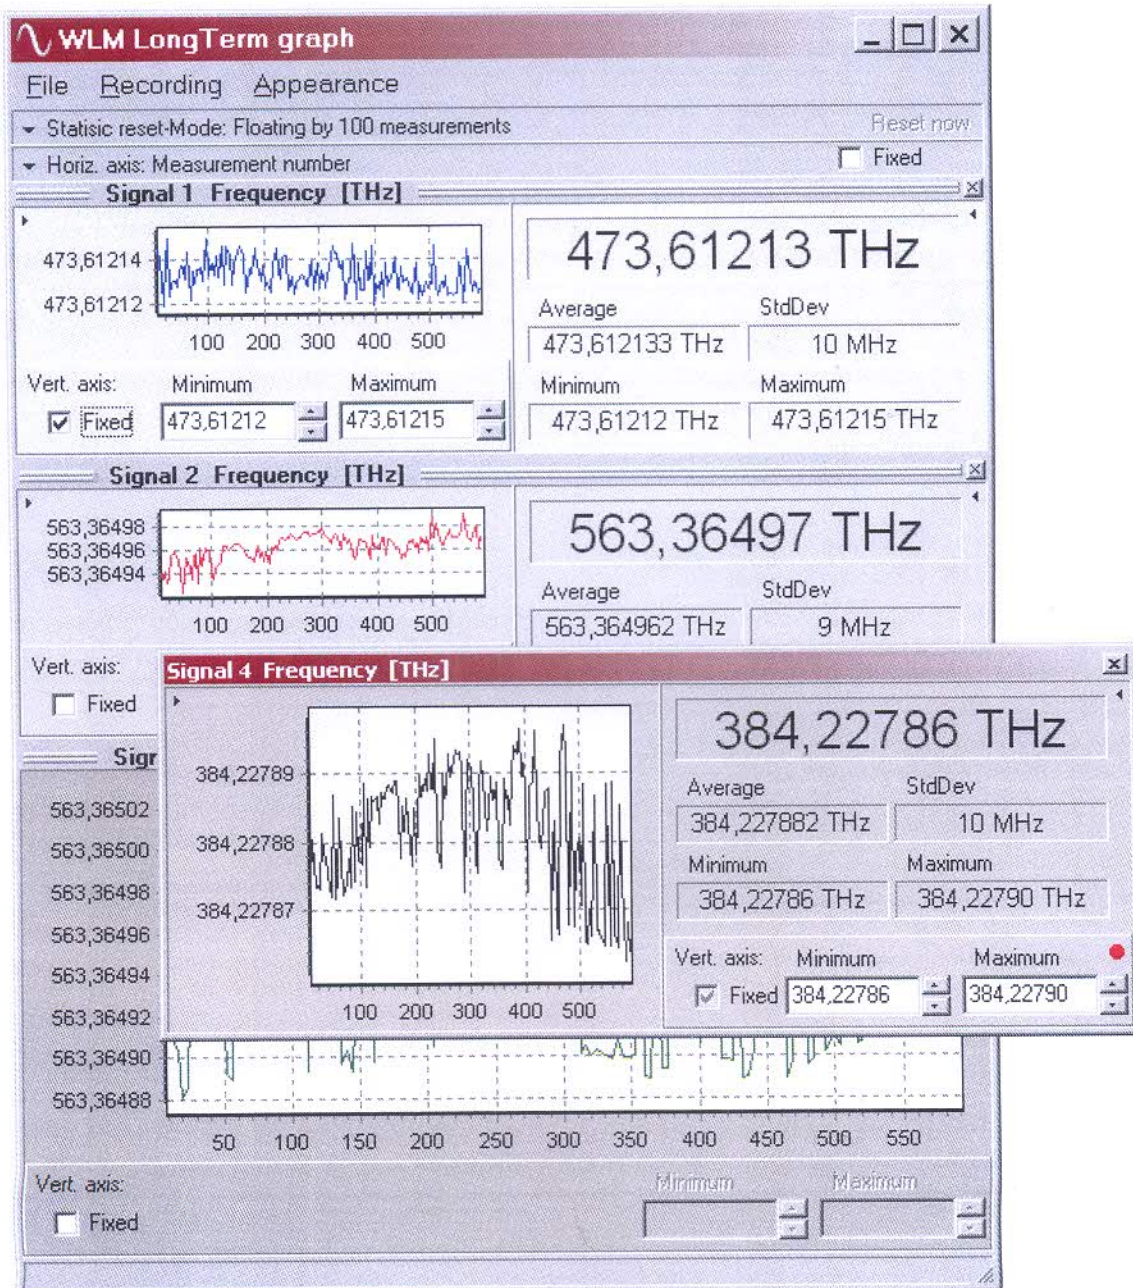 WLM LongTerm graph
File Recording Appearance
Statisic reset-Mode: Floating by 100 measurements Reset now
Horiz. axis: Measurement number Fixed
Signal 1 Frequency [THz]
473,61214
473,61212
100 200 300 400 500
Vert. axis: Minimum Maximum
Fixed 473,61212 473,61215
473,61213 THz
Average StdDev
473,612133 THz 10 MHz
Minimum Maximum
473,61212 THz 473,61215 THz
Signal 2 Frequency [THz]
563,36498
563,36496
563,36494
100 200 300 400 500
563,36497 THz
Average StdDev
563,364962 THz 9 MHz
Vert. axis:
Fixed
Signal 4 Frequency [THz]
384,22789
384,22788
384,22787
100 200 300 400 500
384,22786 THz
Average StdDev
384,227882 THz 10 MHz
Minimum Maximum
384,22786 THz 384,22790 THz
Vert. axis: Minimum Maximum
Fixed 384,22786 384,22790
Signr
563,36502
563,36500
563,36498
563,36496
563,36494
563,36492
563,36490
563,36488
50 100 150 200 250 300 350 400 450 500 550
Vert. axis: Minimum Maximum
Fixed